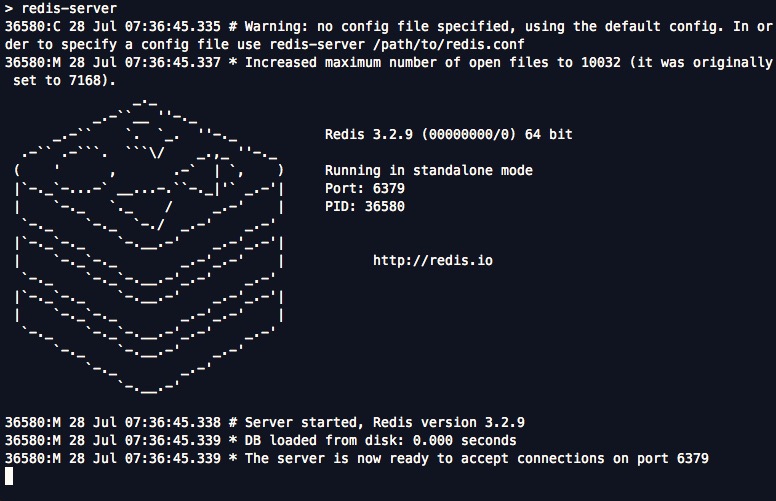 > redis-server
36580:C 28 Jul 07:36:45.335 # Warning: no config file specified, using the default config. In or
der to specify a config file use redis-server /path/to/redis.conf
36580:M 28 Jul 07:36:45.337 * Increased maximum number of open files to 10032 (it was originally
 set to 7168).
Redis 3.2.9 (00000000/0) 64 bit
Running in standalone mode
Port: 6379
PID: 36580
http://redis.io
36580:M 28 Jul 07:36:45.338 # Server started, Redis version 3.2.9
36580:M 28 Jul 07:36:45.339 * DB loaded from disk: 0.000 seconds
36580:M 28 Jul 07:36:45.339 * The server is now ready to accept connections on port 6379